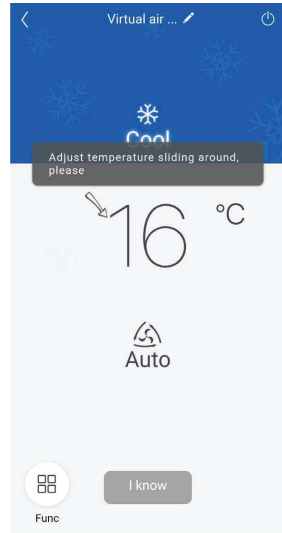 Virtual air ...
Cool
Adjust temperature sliding around,
please
16 °C
Auto
I know
Func